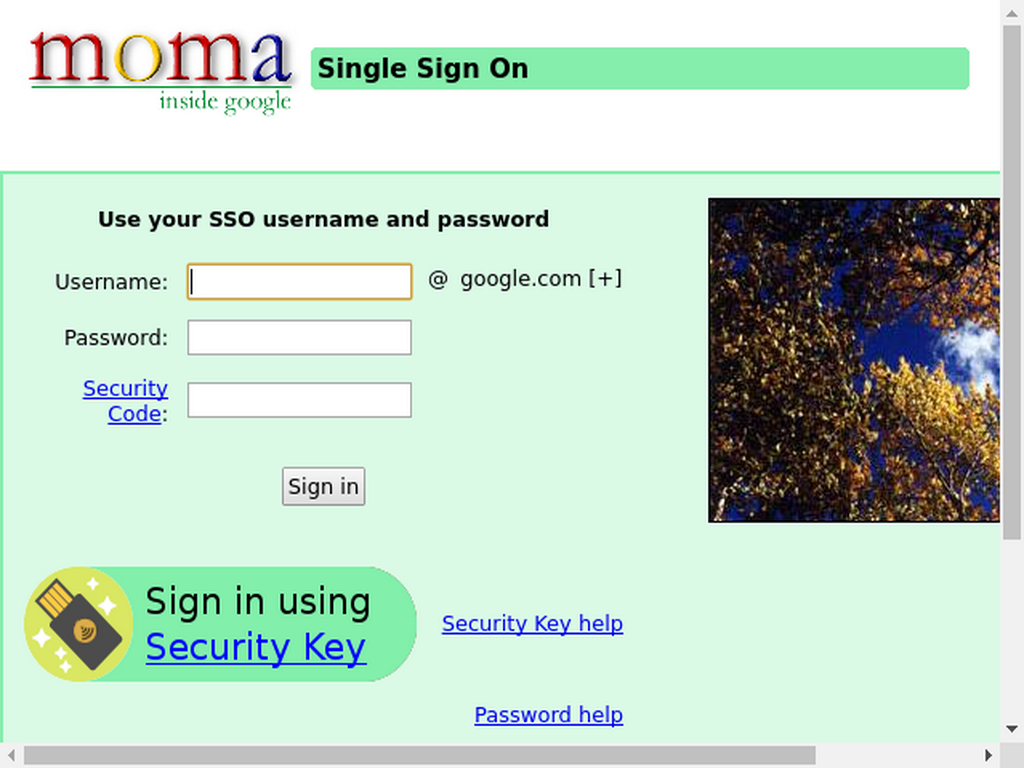 moma
inside google
Single Sign On
Use your SSO username and password
Username:
@ google.com [+]
Password:
Security
Code:
Sign in
Sign in using
Security Key
Security Key help
Password help